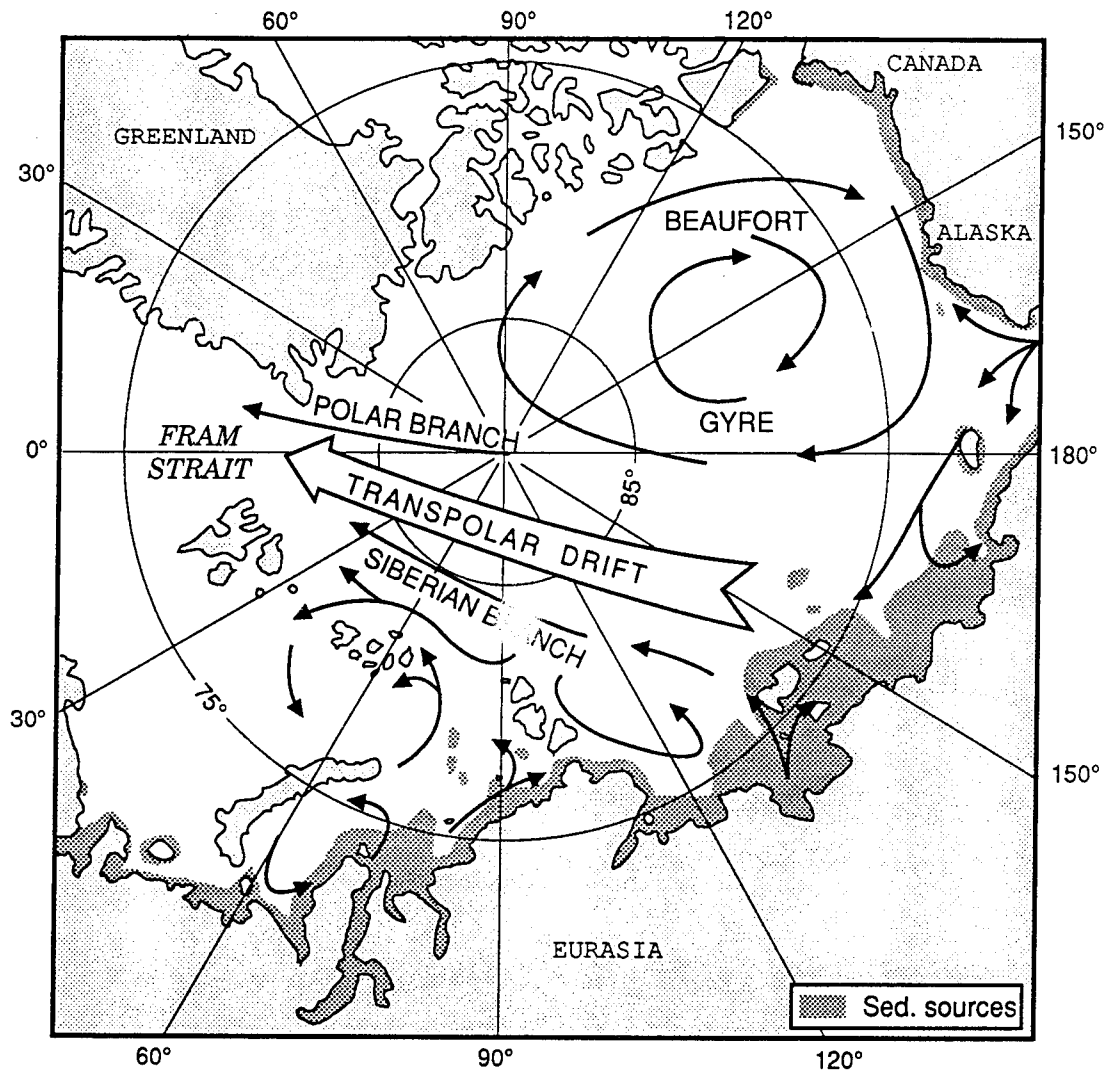 60°
90°
120°
CANADA
GREENLAND
150°
30°
BEAUFORT
ALASKA
POLAR BRANCH
GYRE
FRAM
STRAIT
0°
180°
85°
TRANSPOLAR DRIFT
SIBERIAN B NCH
75°
30°
150°
EURASIA
Sed. sources
60°
90°
120°